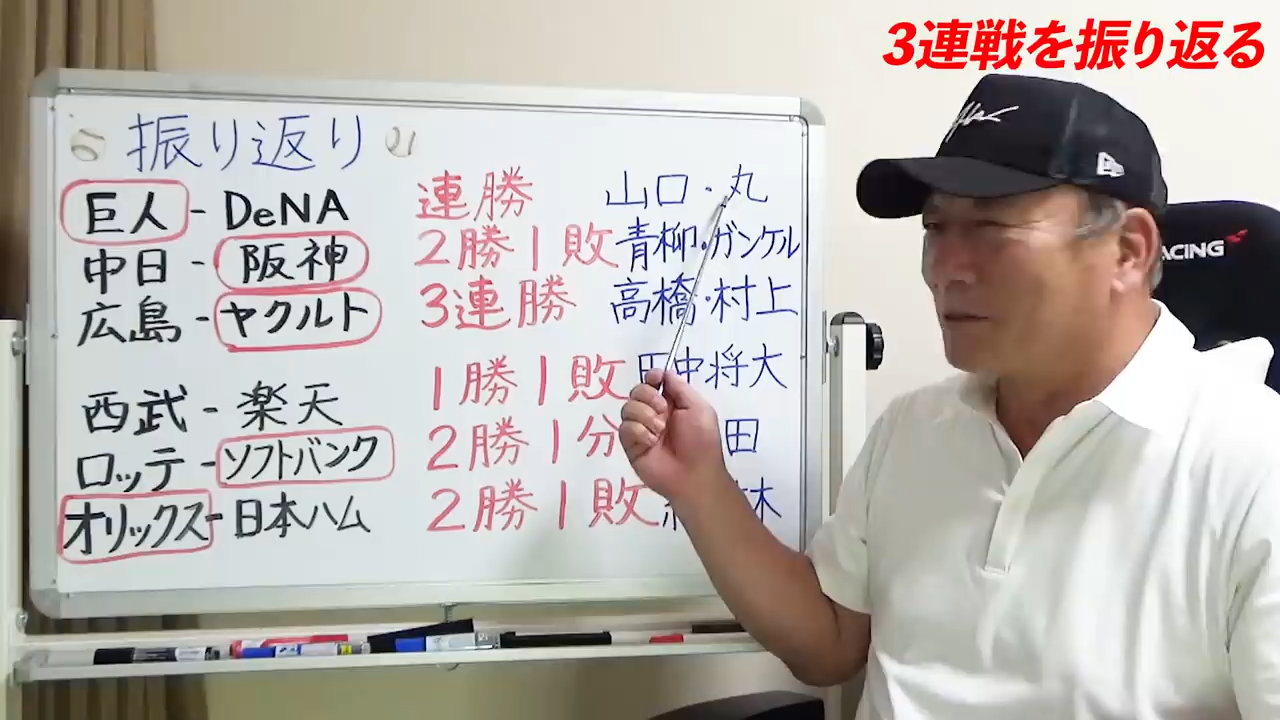 3連戦を振り返る
振り返り
巨人 - DeNA 連勝 山口・丸
中日 - 阪神 2勝1敗 青柳・ガンケル
広島 - ヤクルト 3連勝 高橋・村上
西武 - 楽天 1勝1敗 田中将大
ロッテ - ソフトバンク 2勝1分 田
オリックス - 日本ハム 2勝1敗 木
RACING